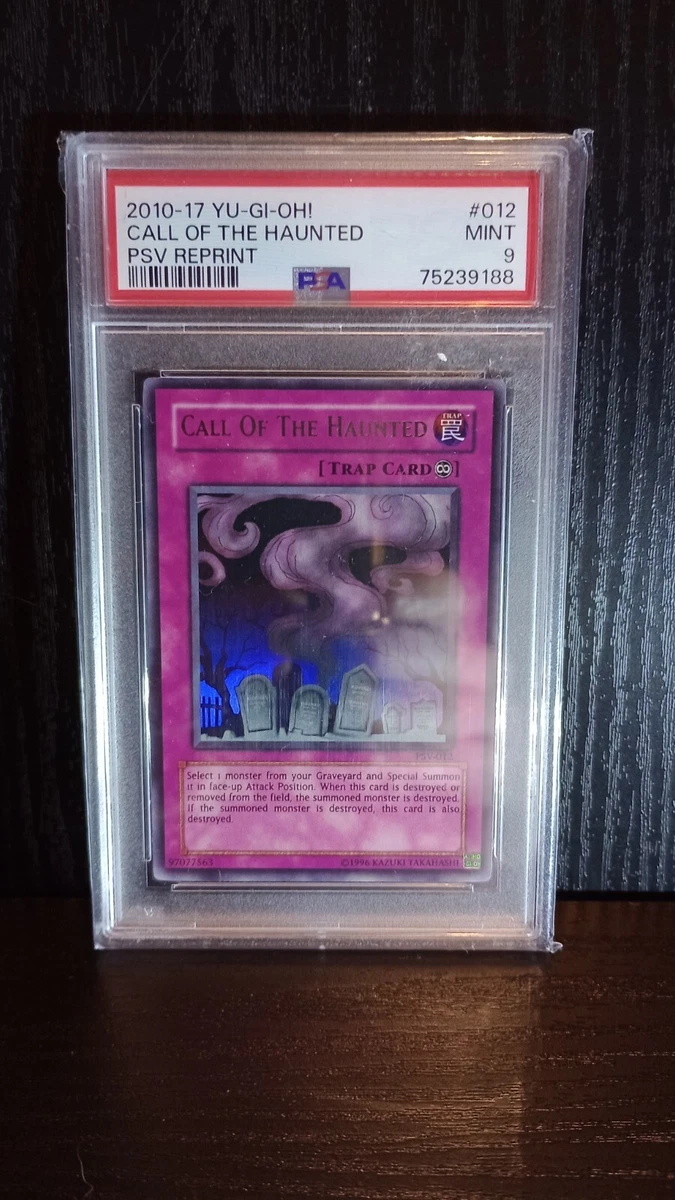 2010-17 YU-GI-OH! #012
CALL OF THE HAUNTED MINT
PSV REPRINT 9
PSA 75239188
CALL OF THE HAUNTED
TRAP
罠
[TRAP CARD∞]
PSV-012
Select 1 monster from your Graveyard and Special Summon
it in face-up Attack Position. When this card is destroyed or
removed from the field, the summoned monster is destroyed.
If the summoned monster is destroyed, this card is also
destroyed.
97077563 ©1996 KAZUKI TAKAHASHI